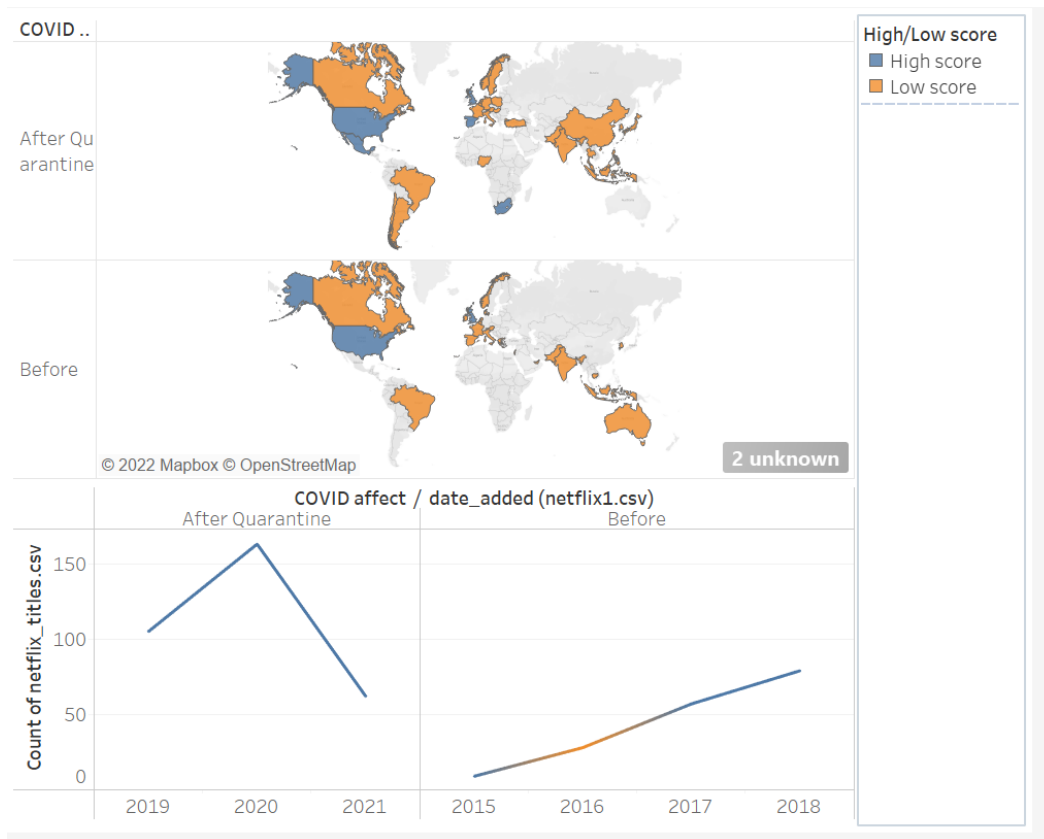 COVID ..
High/Low score
High score
Low score
After Qu
arantine
Before
© 2022 Mapbox © OpenStreetMap
2 unknown
COVID affect / date_added (netflix1.csv)
After Quarantine
Before
Count of netflix_titles.csv
150
100
50
0
2019
2020
2021
2015
2016
2017
2018